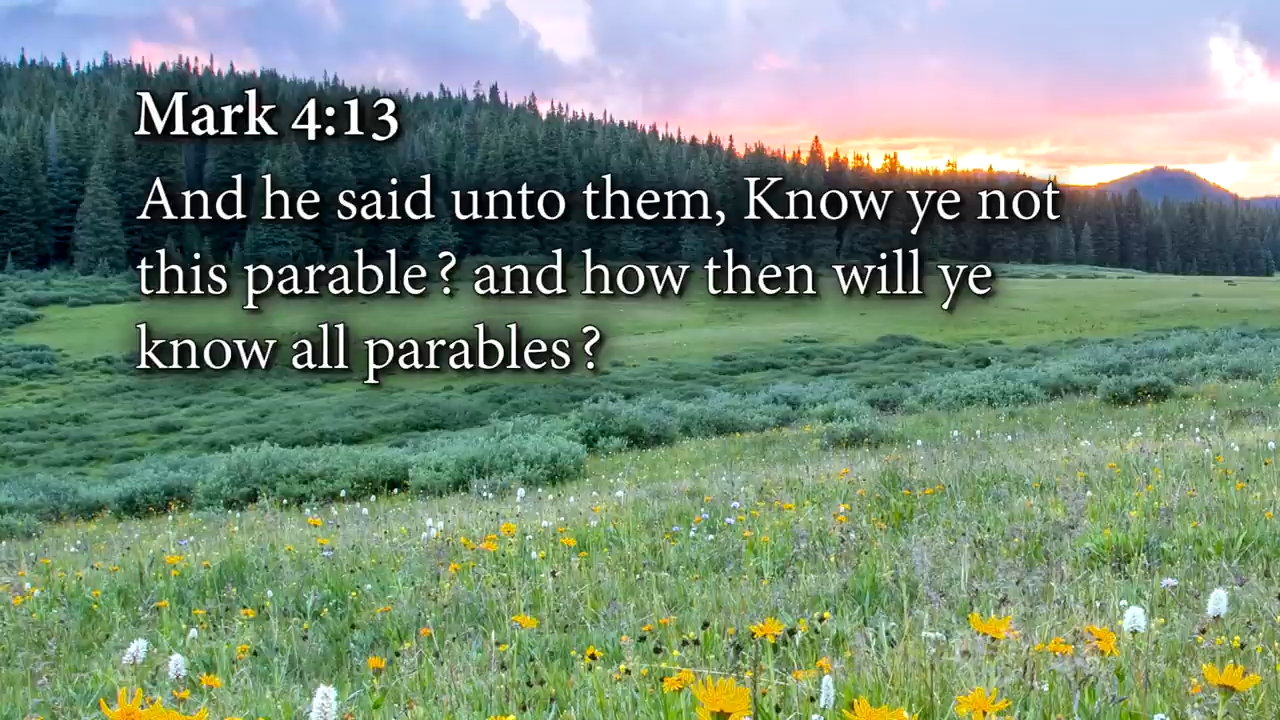 Mark 4:13
And he said unto them, Know ye not
this parable? and how then will ye
know all parables?